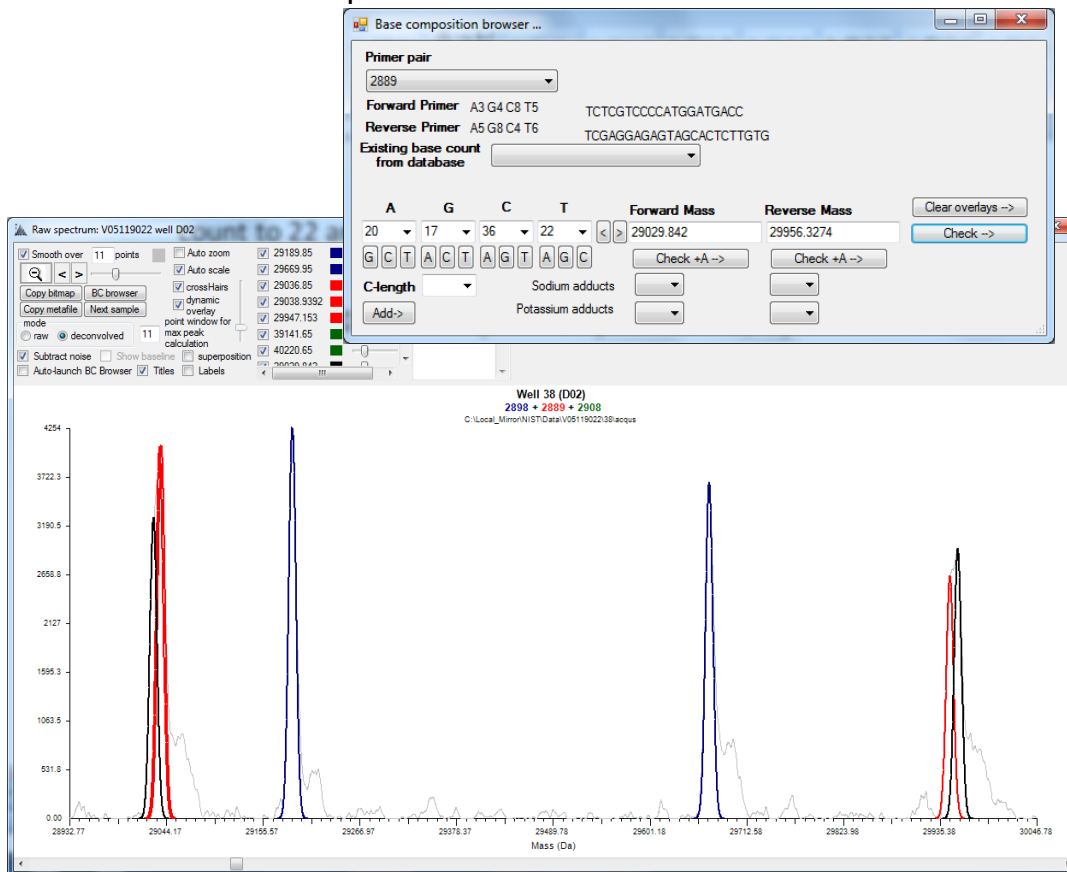 Base composition browser ...
Primer pair
2889
Forward Primer A3 G4 C8 T5 TCTCGTCCCCATGGATGACC
Reverse Primer A5 G8 C4 T6 TCGAGGAGAGTAGCACTCTTGTG
Existing base count
from database
A G C T Forward Mass Reverse Mass Clear overlays -->
20 17 36 22 < > 29029.842 29956.3274 Check -->
G C T A C T A G T A G C Check +A --> Check +A -->
C-length Sodium adducts
Add-> Potassium adducts
Raw spectrum: V05119022 well D02
count to 22 a
Smooth over 11 points Auto zoom 29189.85
< > Auto scale 29669.95
Copy bitmap BC browser crossHairs 29036.85
Copy metafile Next sample dynamic overlay 29038.9392
mode point window for 29947.153
raw deconvolved 11 max peak 39141.65
calculation 40220.65
Subtract noise Show baseline superposition 29029.842
Auto-launch BC Browser Titles Labels
Well 38 (D02)
2898 + 2889 + 2908
C:\Local_Mirror\NIST\Data\V05119022\38\acqus
4254
3722.3
3190.5
2658.8
2127
1595.3
1063.5
531.8
0.00
28932.77 29044.17 29155.57 29266.97 29378.37 29489.78 29601.18 29712.58 29823.98 29935.38 30046.78
Mass (Da)